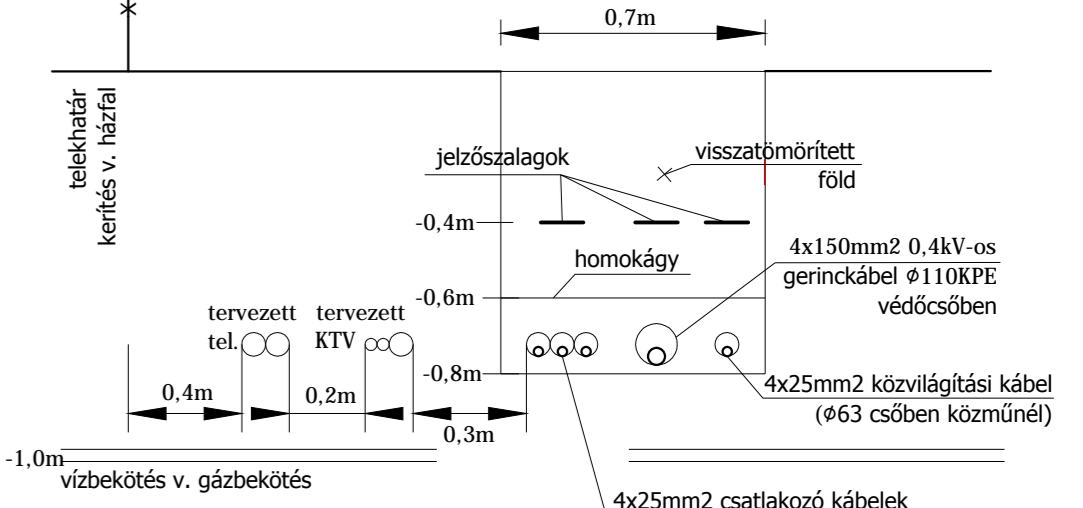 0,7m
telekhatár
kerítés v. házfal
jelzőszalagok
visszatömörített
föld
-0,4m
homokágy
4x150mm2 0,4kV-os
gerinckábel ϕ110KPE
védőcsőben
-0,6m
tervezett
tel.
tervezett
KTV
-0,8m
0,4m
0,2m
0,3m
4x25mm2 közvilágítási kábel
(ϕ63 csőben közműnél)
-1,0m
vízbekötés v. gázbekötés
4x25mm2 csatlakozó kábelek